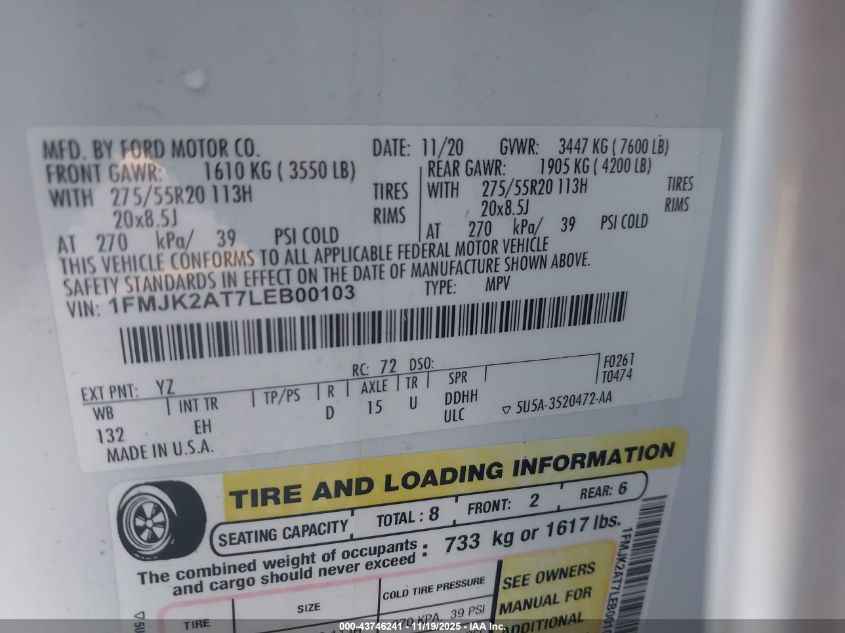 MFD. BY FORD MOTOR CO. DATE: 11/20 GVWR: 3447 KG ( 7600 LB)
FRONT GAWR: 1610 KG ( 3550 LB) REAR GAWR: 1905 KG ( 4200 LB)
WITH 275/55R20 113H TIRES WITH 275/55R20 113H TIRES
20x8.5J RIMS 20x8.5J RIMS
AT 270 kPa/ 39 PSI COLD AT 270 kPa/ 39 PSI COLD
THIS VEHICLE CONFORMS TO ALL APPLICABLE FEDERAL MOTOR VEHICLE
SAFETY STANDARDS IN EFFECT ON THE DATE OF MANUFACTURE SHOWN ABOVE.
VIN: 1FMJK2AT7LEB00103 TYPE: MPV
EXT PNT: YZ RC: 72 DSO: F0261
WB INT TR TP/PS R AXLE TR SPR T0474
132 EH D 15 U DDHH
ULC 5U5A-3520472-AA
MADE IN U.S.A.
TIRE AND LOADING INFORMATION
SEATING CAPACITY TOTAL : 8 FRONT: 2 REAR: 6
The combined weight of occupants and cargo should never exceed : 733 kg or 1617 lbs.
TIRE SIZE COLD TIRE PRESSURE SEE OWNERS
MANUAL FOR
39 PSI
000-43746241 - 11/19/2025 - IAA, Inc.